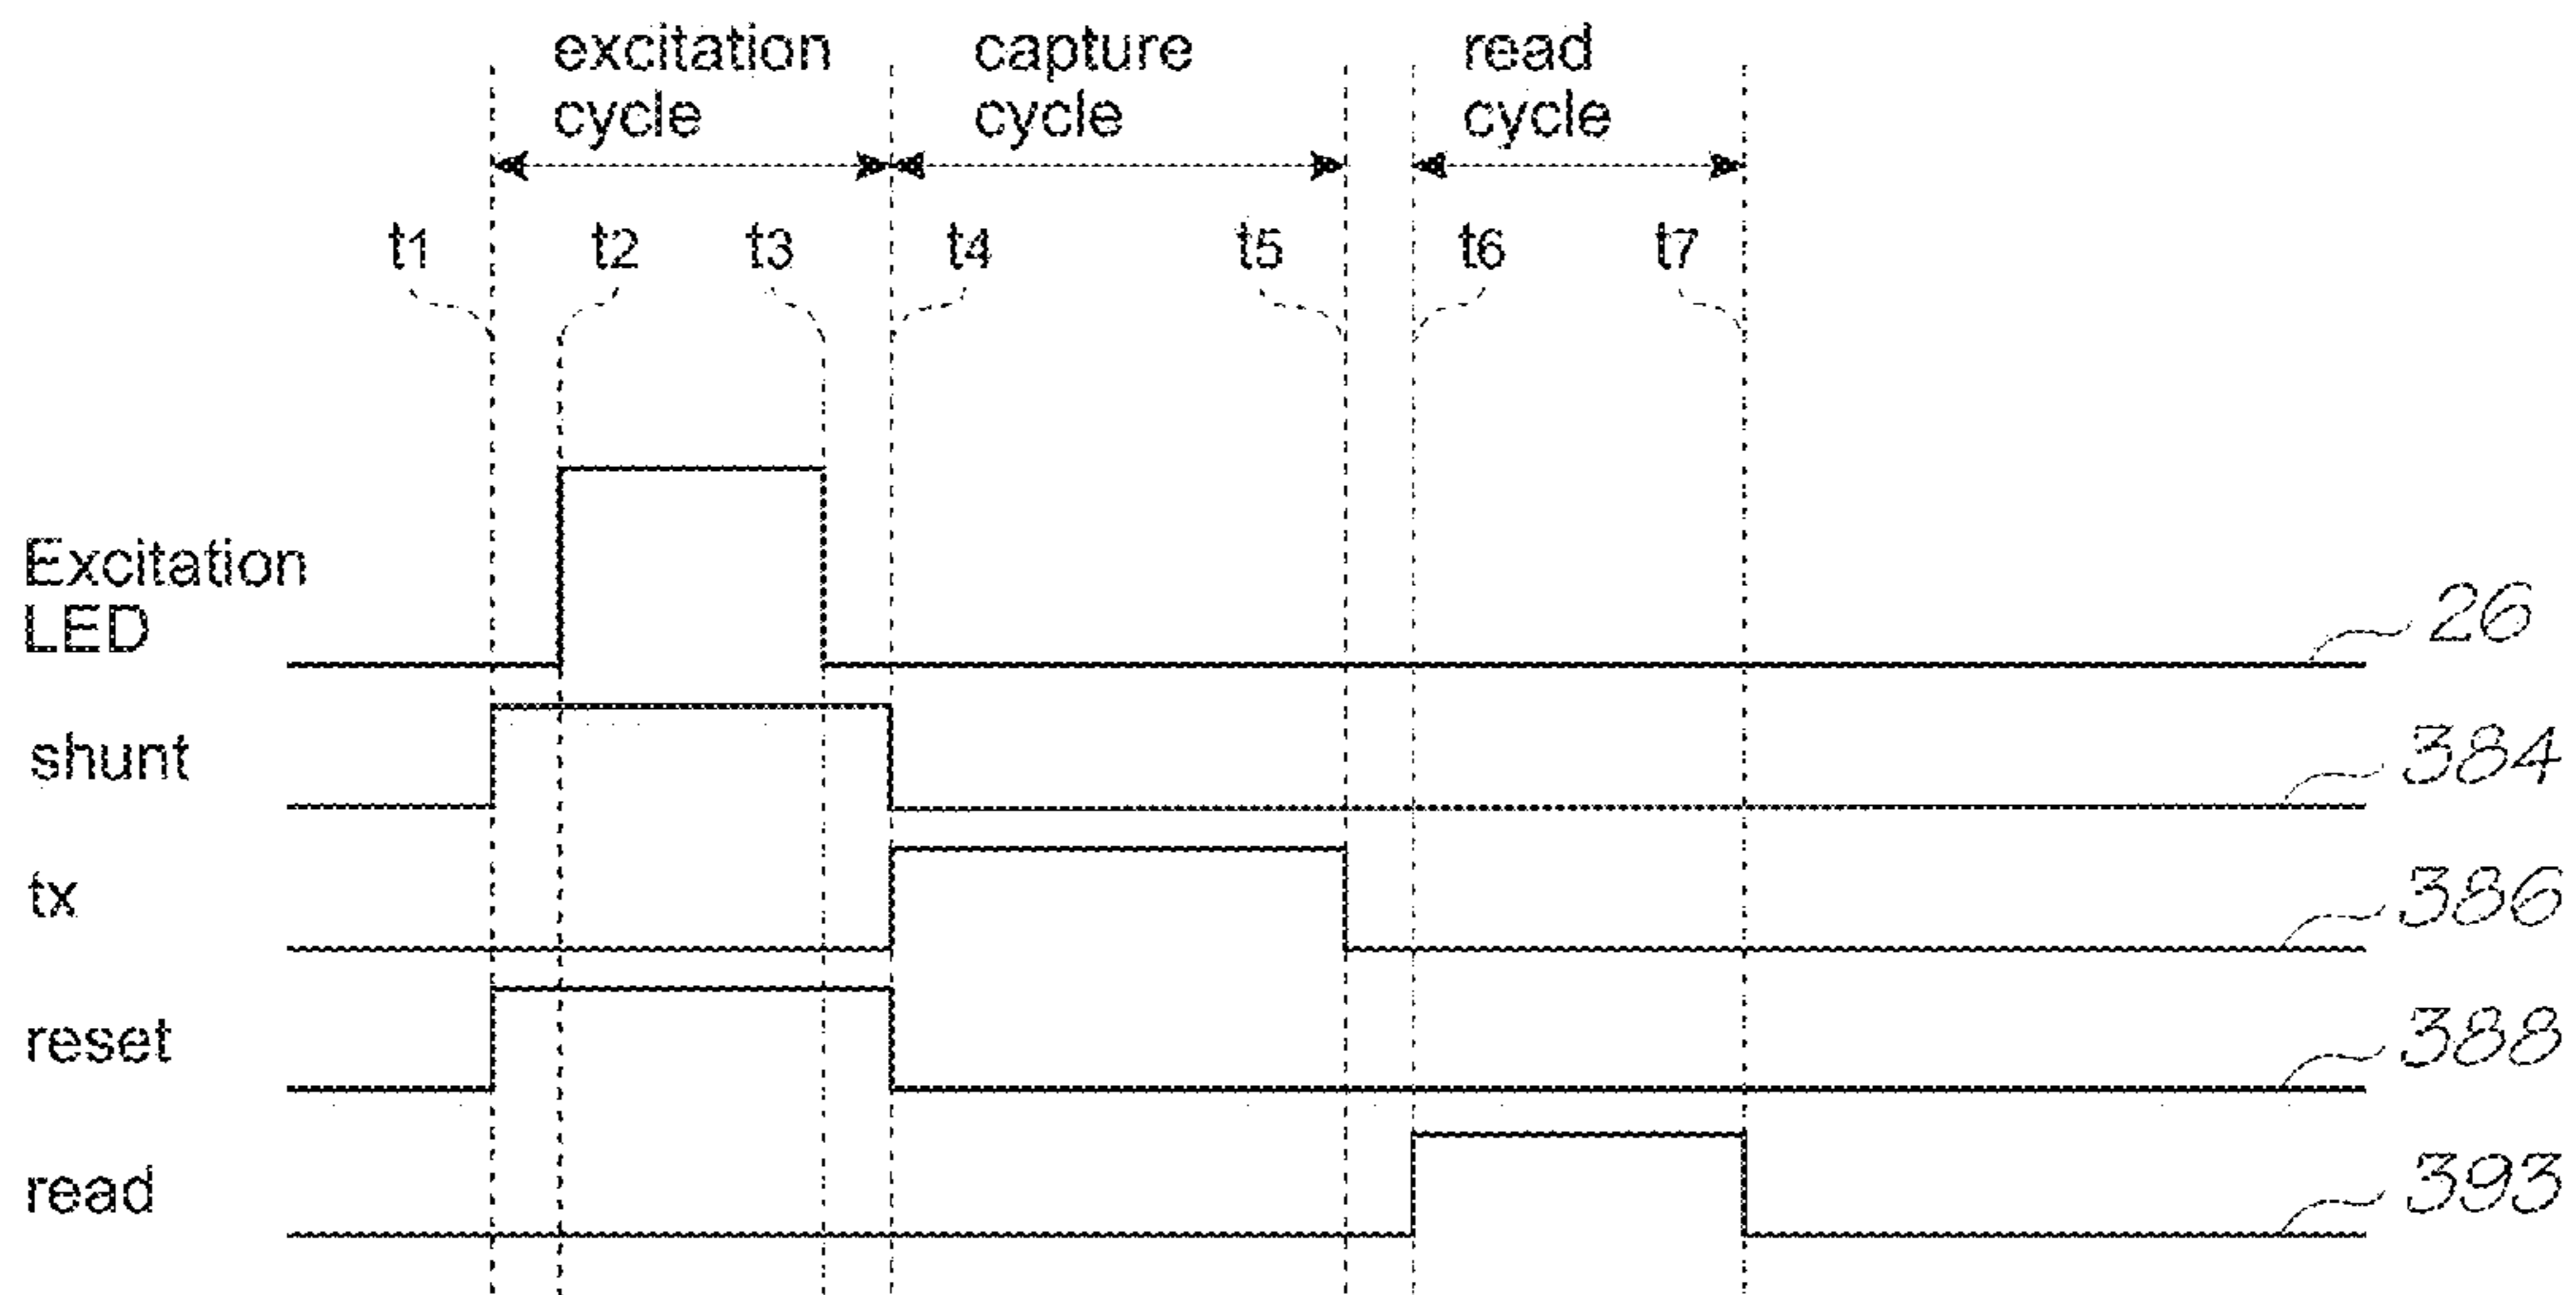 excitation cycle
capture cycle
read cycle
t1 t2 t3 t4 t5 t6 t7
Excitation
LED
26
shunt
384
tx
386
reset
388
read
393